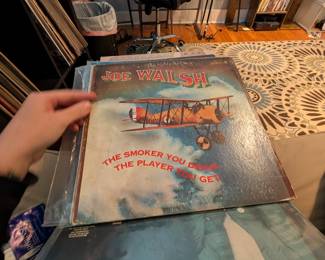 JOE WALSH
THE SMOKER YOU DRINK,
THE PLAYER YOU GET